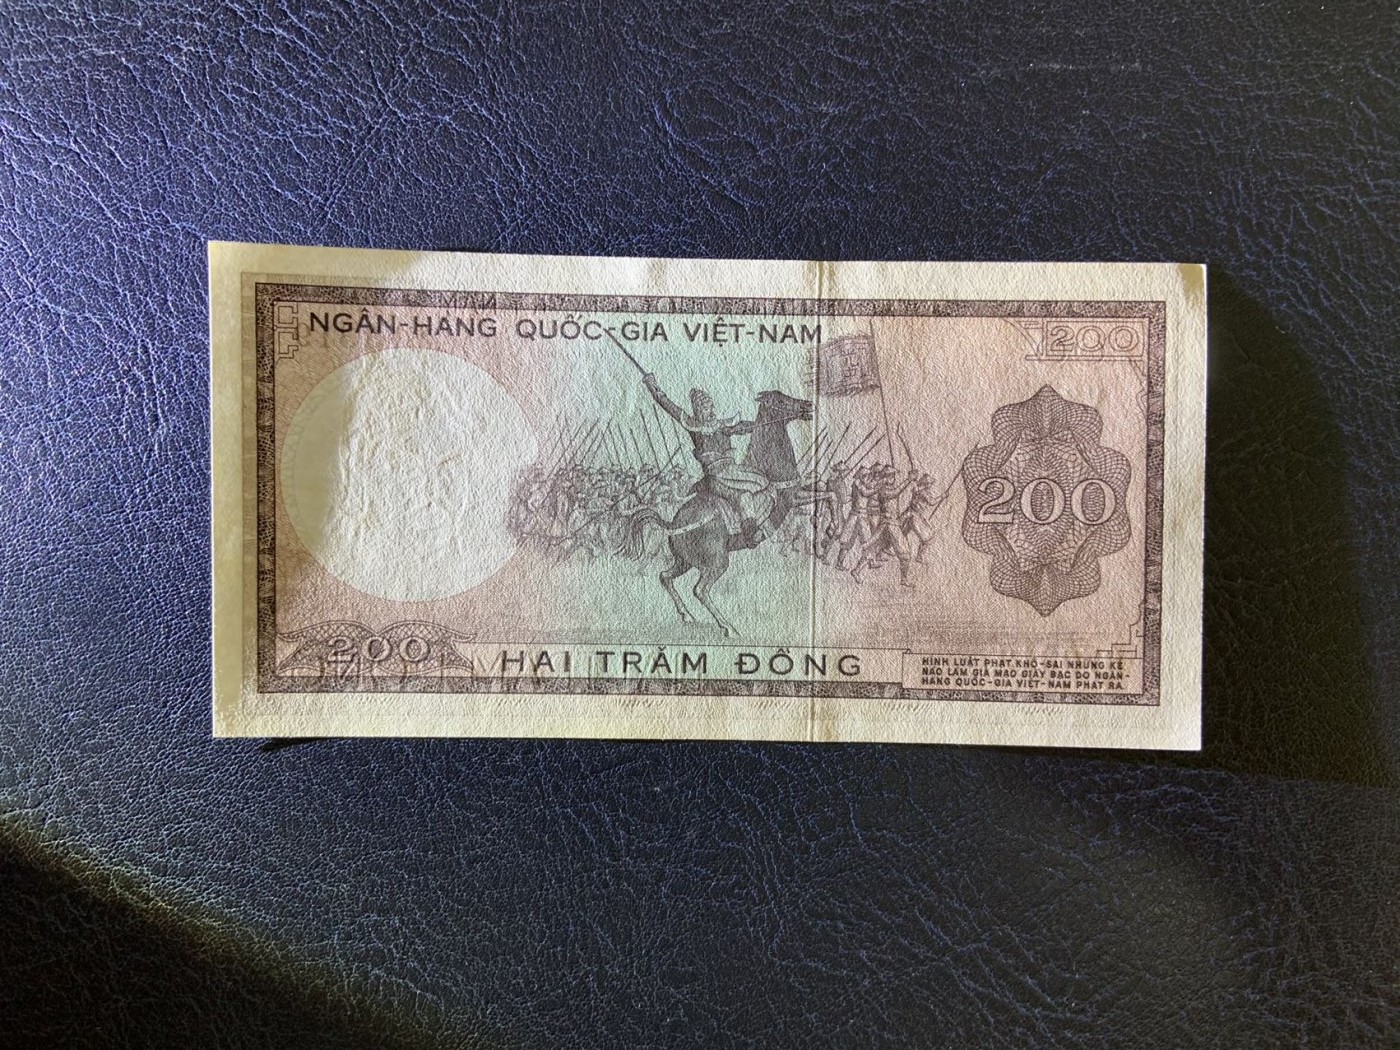 NGÂN-HANG QUỐC-GIA VIỆT-NAM
200
200
200
HAI TRĂM ĐỒNG
HÌNH LUẬT PHẠT KHỔ-SAI NHỮNG KẺ
NÀO LÀM GIẢ MẠO GIẤY BẠC DO NGÂN-
HÀNG QUỐC-GIA VIỆT-NAM PHÁT RA